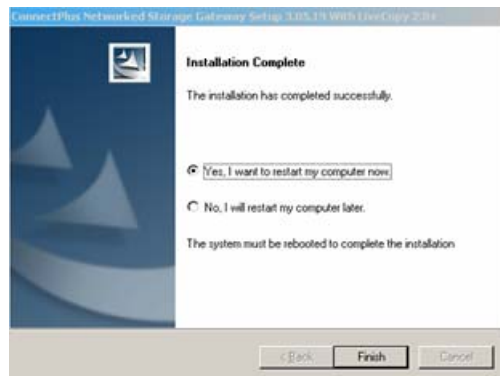 ConnectPlus Networked Storage Gateway Setup 3.05.19 With LiveCopy 2.0+
Installation Complete
The installation has completed successfully.
Yes, I want to restart my computer now.
No, I will restart my computer later.
The system must be rebooted to complete the installation
< Back
Finish
Cancel